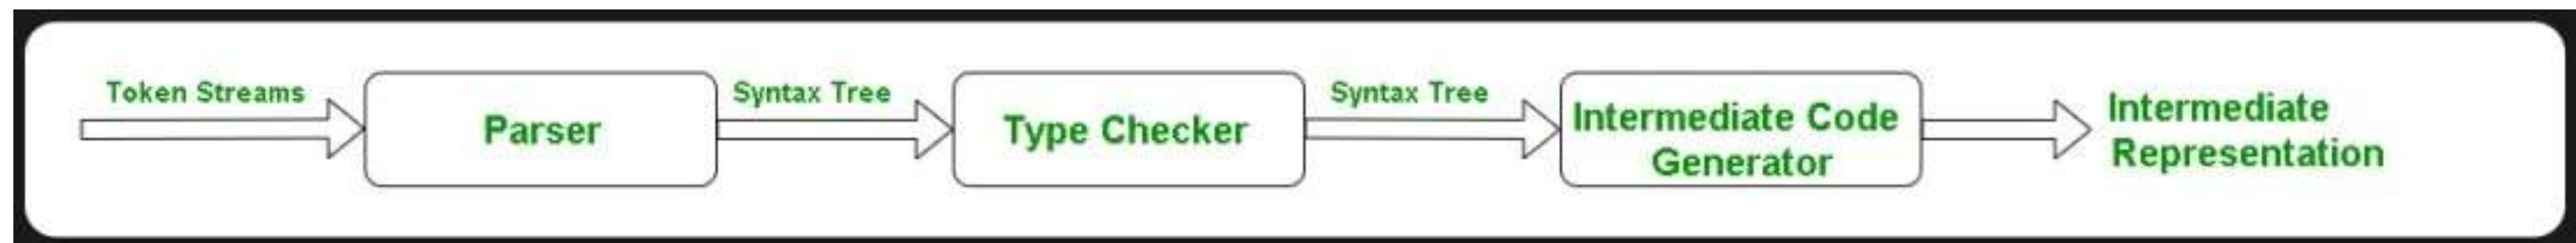 Token Streams
Parser
Syntax Tree
Type Checker
Syntax Tree
Intermediate Code
Generator
Intermediate
Representation